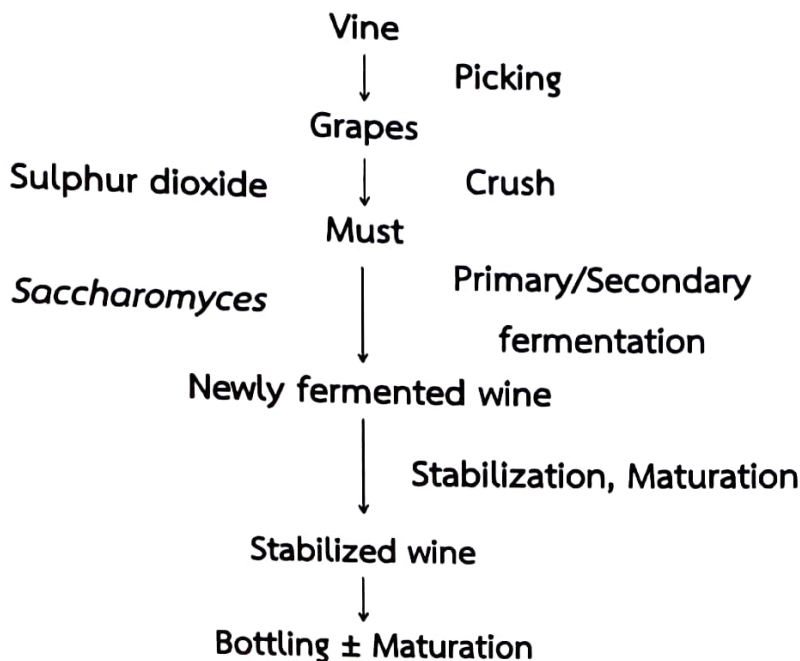 Vine
Picking
Grapes
Sulphur dioxide
Crush
Must
Saccharomyces
Primary/Secondary
fermentation
Newly fermented wine
Stabilization, Maturation
Stabilized wine
Bottling ± Maturation